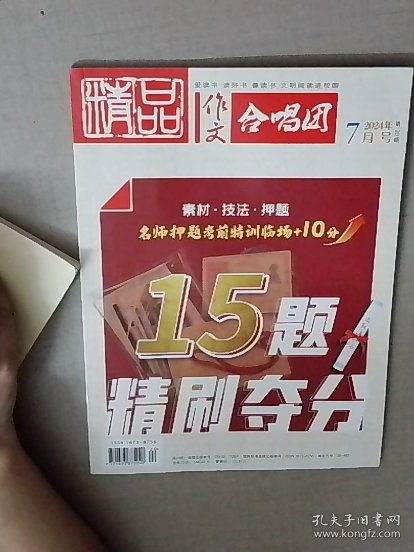 爱读书 读好书 善读书 文明阅读进校园
精品
作文
合唱团
7月号
2024年
素材·技法·押题
名师押题考前特训临场+10分
15题
精刷夺分
孔夫子旧书网
kongfz.com